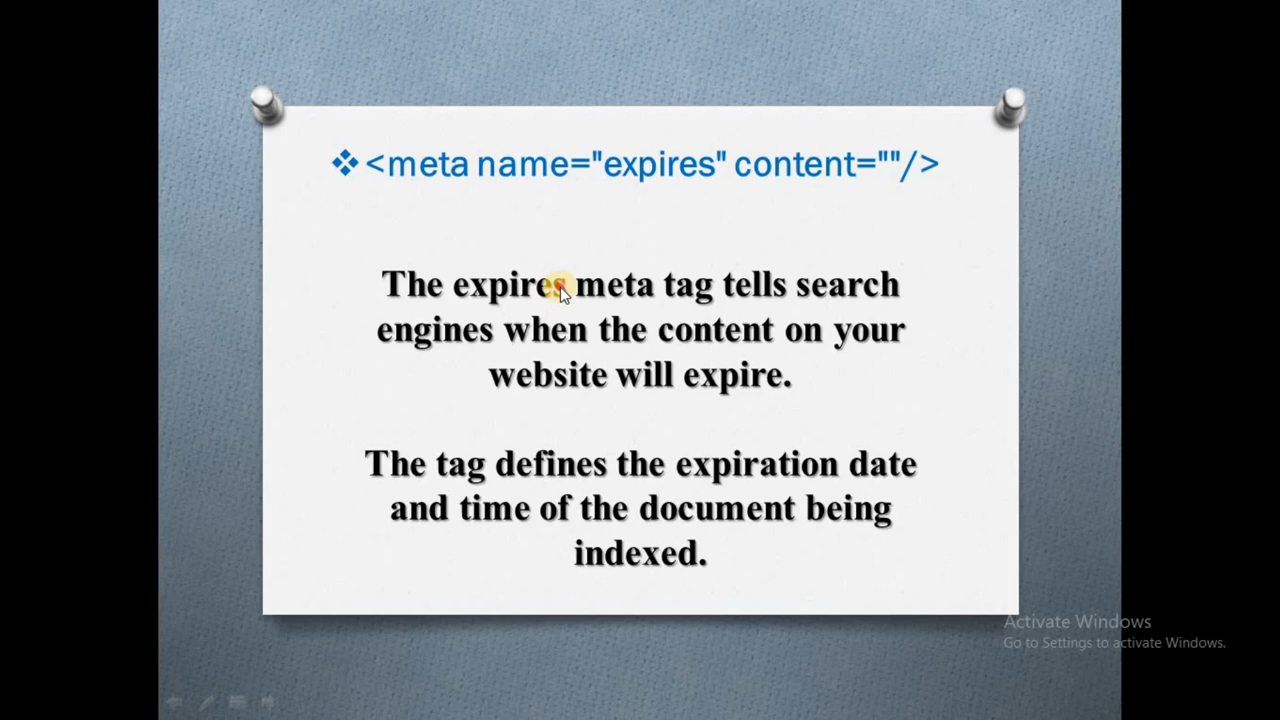 ❖ <meta name="expires" content=""/>
The expires meta tag tells search
engines when the content on your
website will expire.
The tag defines the expiration date
and time of the document being
indexed.
Activate Windows
Go to Settings to activate Windows.